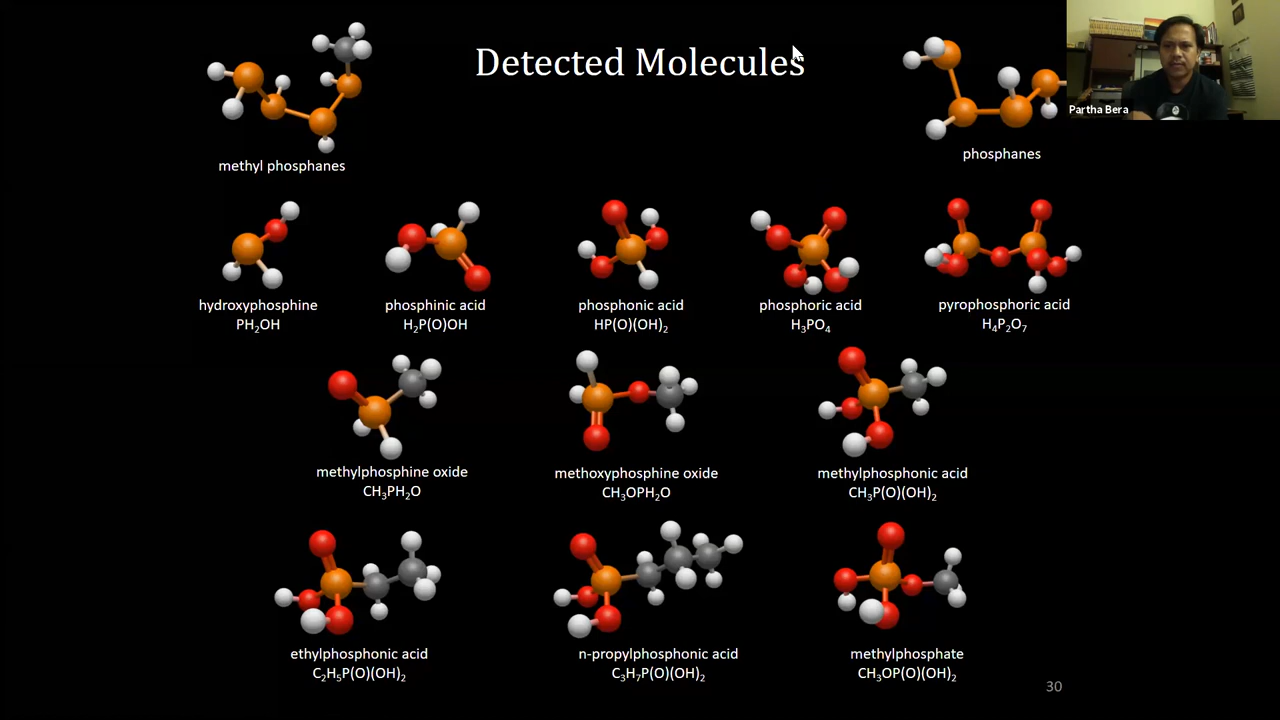 Detected Molecules
Partha Bera
methyl phosphanes
phosphanes
hydroxyphosphine
PH₂OH
phosphinic acid
H₂P(O)OH
phosphonic acid
HP(O)(OH)₂
phosphoric acid
H₃PO₄
pyrophosphoric acid
H₄P₂O₇
methylphosphine oxide
CH₃PH₂O
methoxyphosphine oxide
CH₃OPH₂O
methylphosphonic acid
CH₃P(O)(OH)₂
ethylphosphonic acid
C₂H₅P(O)(OH)₂
n-propylphosphonic acid
C₃H₇P(O)(OH)₂
methylphosphate
CH₃OP(O)(OH)₂
30